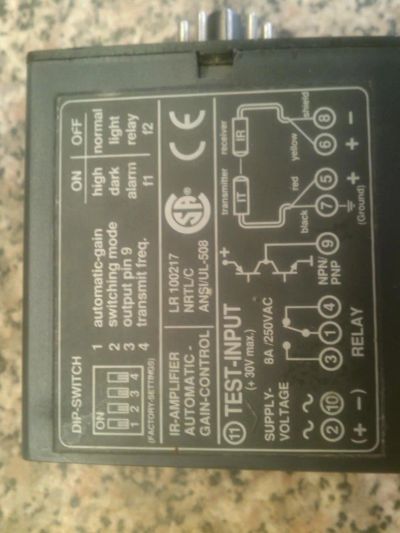 DIP-SWITCH ON OFF
1 automatic-gain high normal
2 switching mode dark light
3 output pin 9 alarm relay
4 transmit freq. f1 f2
ON
1 2 3 4
(FACTORY-SETTINGS)
IR-AMPLIFIER
AUTOMATIC -
GAIN-CONTROL
LR 100217
NRTL/C
ANSI/UL-508
SA
CE
11 TEST-INPUT
(+ 30V max.)
SUPPLY-
VOLTAGE
8A /250VAC
transmitter receiver
IT IR
black red yellow shield
2 10 3 1 4 9 7 5 6 8
(+ -) RELAY NPN/
PNP
(Ground)
+ + -